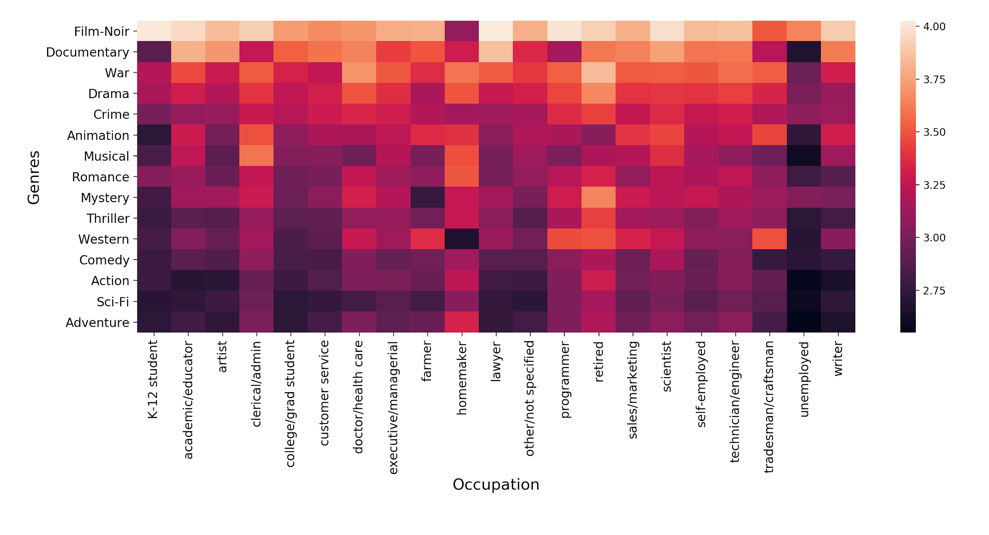 Film-Noir
Documentary
War
Drama
Crime
Animation
Musical
Romance
Mystery
Thriller
Western
Comedy
Action
Sci-Fi
Adventure
Genres
K-12 student
academic/educator
artist
clerical/admin
college/grad student
customer service
doctor/health care
executive/managerial
farmer
homemaker
lawyer
other/not specified
programmer
retired
sales/marketing
scientist
self-employed
technician/engineer
tradesman/craftsman
unemployed
writer
Occupation
4.00
3.75
3.50
3.25
3.00
2.75